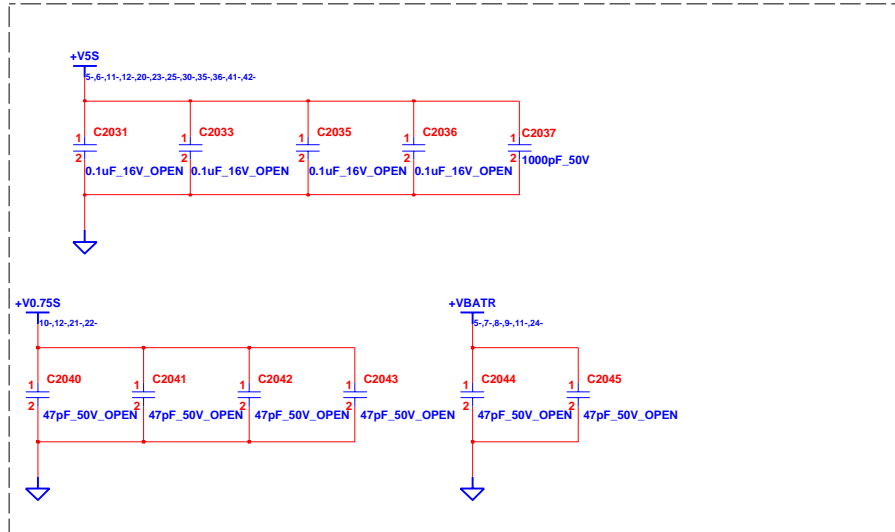 +V5S
5-,6-,11-,12-,20-,23-,25-,30-,35-,36-,41-,42-
1 C2031 1 C2033 1 C2035 1 C2036 1 C2037
2 2 2 2 2 1000pF_50V
0.1uF_16V_OPEN 0.1uF_16V_OPEN 0.1uF_16V_OPEN 0.1uF_16V_OPEN
+V0.75S +VBATR
10-,12-,21-,22- 5-,7-,8-,9-,11-,24-
1 C2040 1 C2041 1 C2042 1 C2043 1 C2044 1 C2045
2 2 2 2 2 2
47pF_50V_OPEN 47pF_50V_OPEN 47pF_50V_OPEN 47pF_50V_OPEN 47pF_50V_OPEN 47pF_50V_OPEN